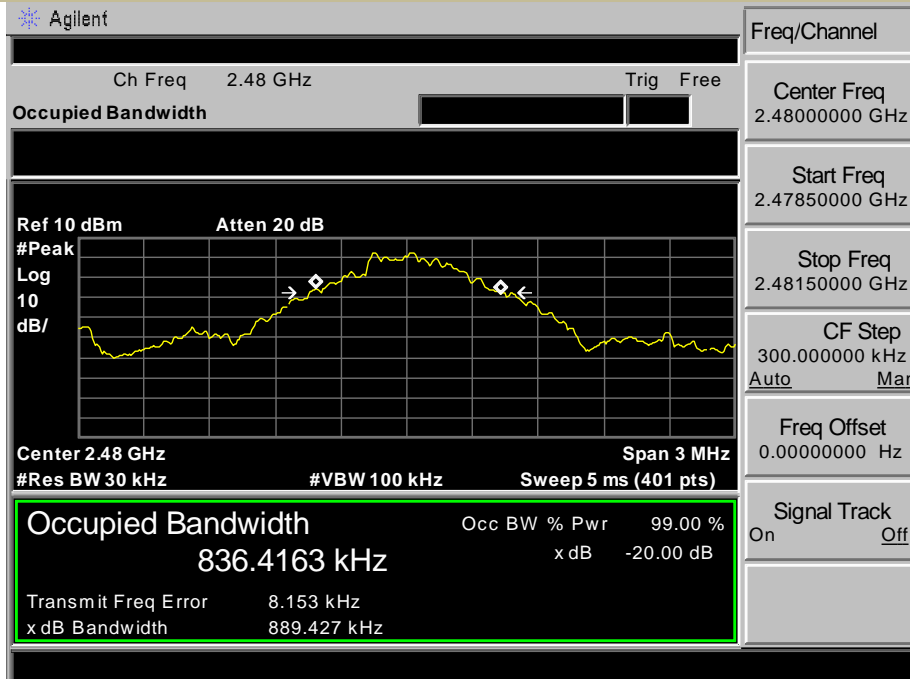 Agilent
Freq/Channel
Ch Freq 2.48 GHz Trig Free
Occupied Bandwidth
Center Freq
2.48000000 GHz
Start Freq
2.47850000 GHz
Stop Freq
2.48150000 GHz
CF Step
300.000000 kHz
Auto Man
Freq Offset
0.00000000 Hz
Signal Track
On Off
Ref 10 dBm Atten 20 dB
#Peak
Log
10
dB/
Center 2.48 GHz Span 3 MHz
#Res BW 30 kHz #VBW 100 kHz Sweep 5 ms (401 pts)
Occupied Bandwidth
836.4163 kHz
Occ BW % Pwr 99.00 %
x dB -20.00 dB
Transmit Freq Error 8.153 kHz
x dB Bandwidth 889.427 kHz